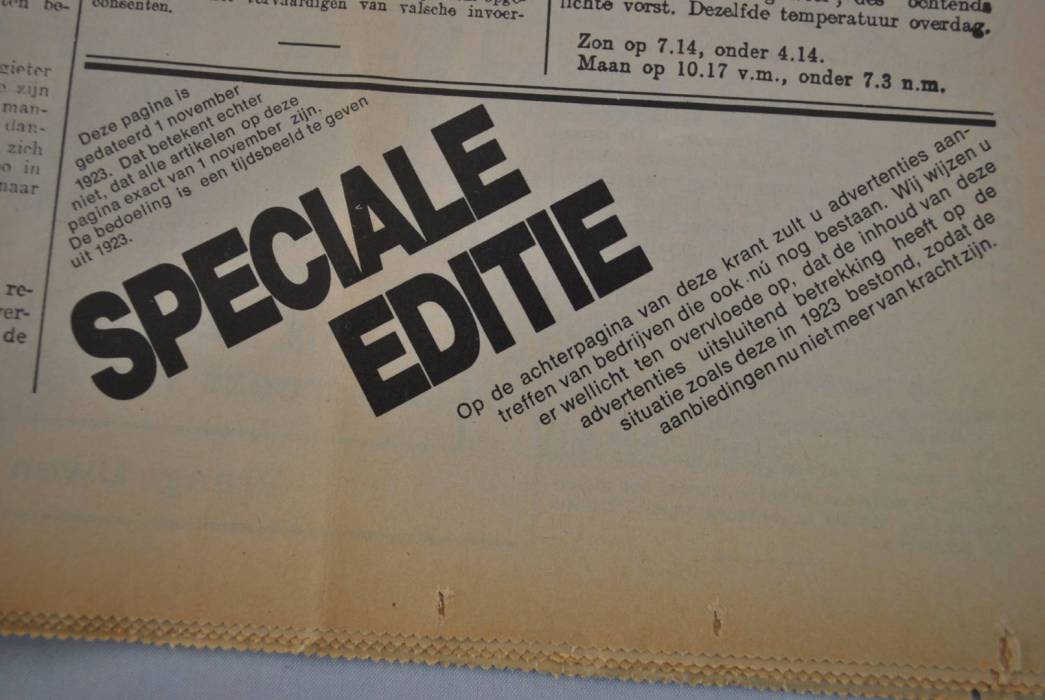 consenten.
vervaardigen van valsche invoer-
lichte vorst. Dezelfde temperatuur overdag.
Zon op 7.14, onder 4.14.
Maan op 10.17 v.m., onder 7.3 n.m.
gieter
zijn
man-
dan-
zich
in
naar
re-
ver-
de
Deze pagina is
gedateerd 1 november
1923. Dat betekent echter
niet, dat alle artikelen op deze
pagina exact van 1 november zijn.
De bedoeling is een tijdsbeeld te geven
uit 1923.
SPECIALE
EDITIE
Op de achterpagina van deze krant zult u advertenties aan-
treffen van bedrijven die ook nú nog bestaan. Wij wijzen u
er wellicht ten overvloede op, dat de inhoud van deze
advertenties uitsluitend betrekking heeft op de
situatie zoals deze in 1923 bestond, zodat de
aanbiedingen nu niet meer van kracht zijn.